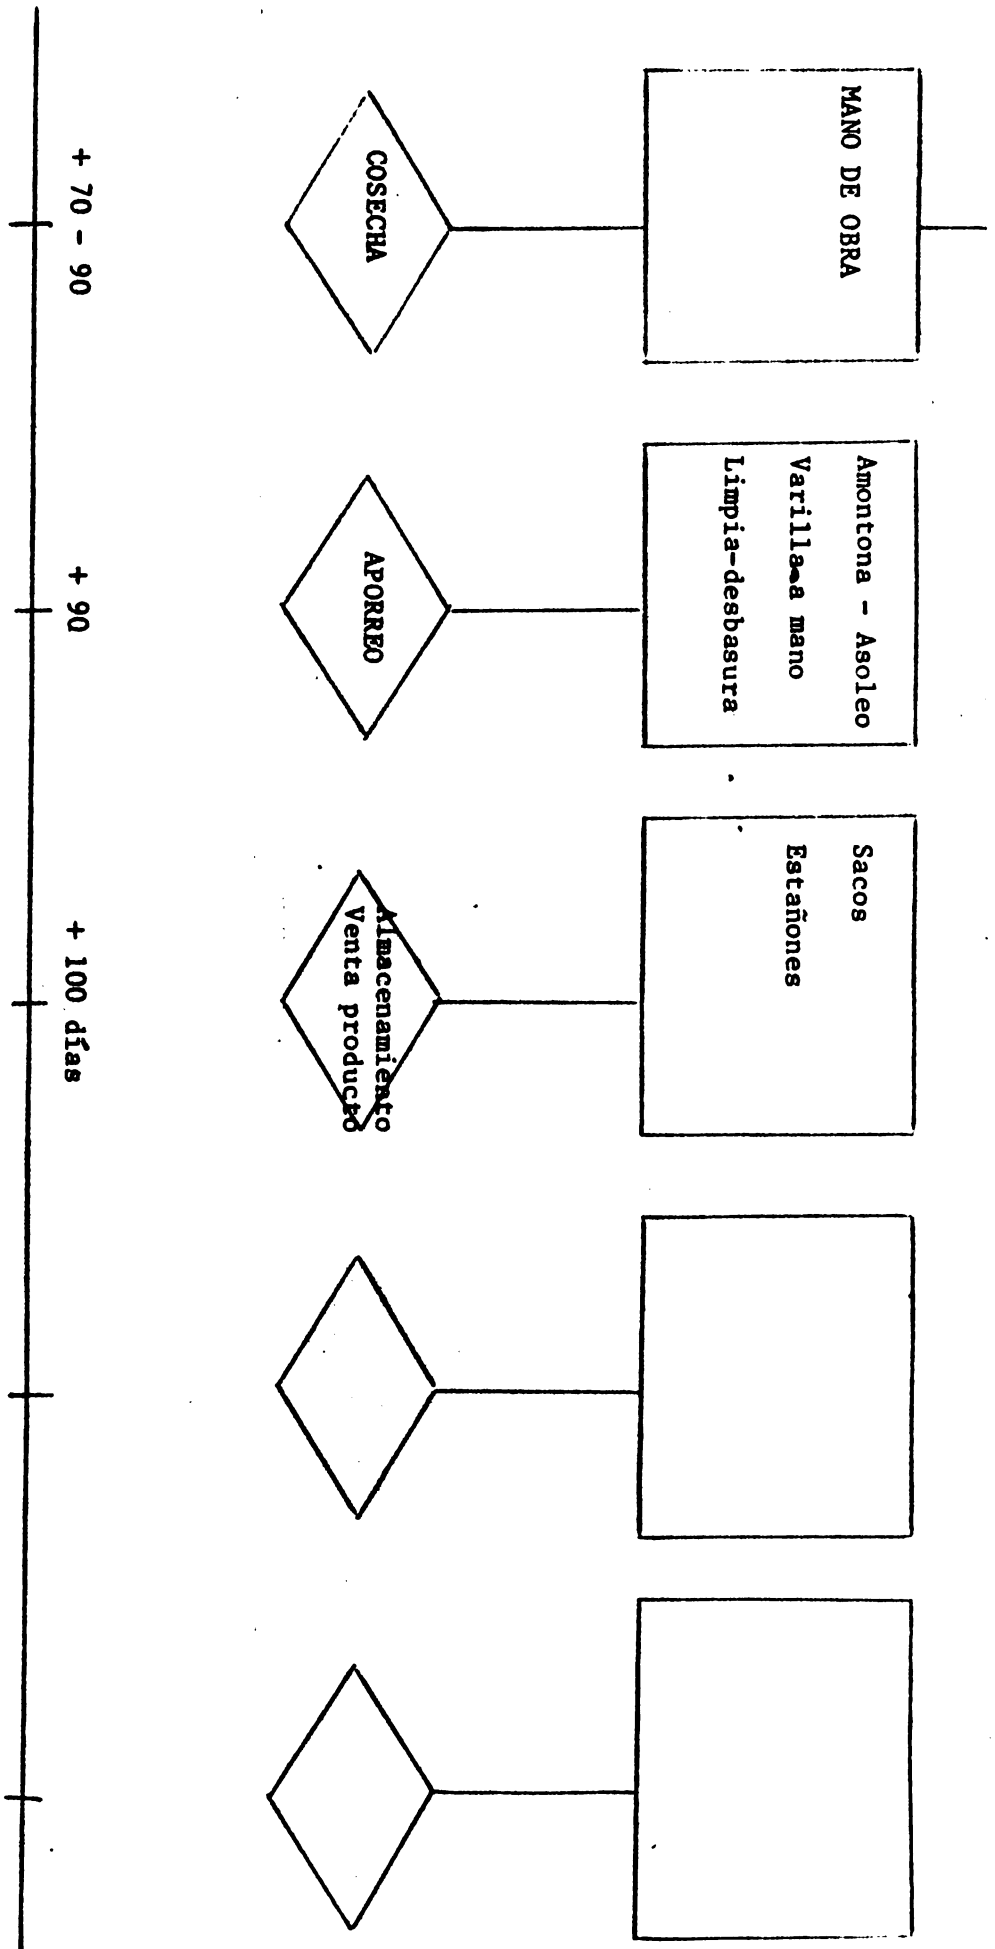 MANO DE OBRA
Amontona - Asoleo
Varilla-a mano
Limpia-desbasura
Sacos
Estañones
COSECHA
APORREO
Almacenamiento
Venta producto
+ 70 - 90
+ 90
+ 100 días